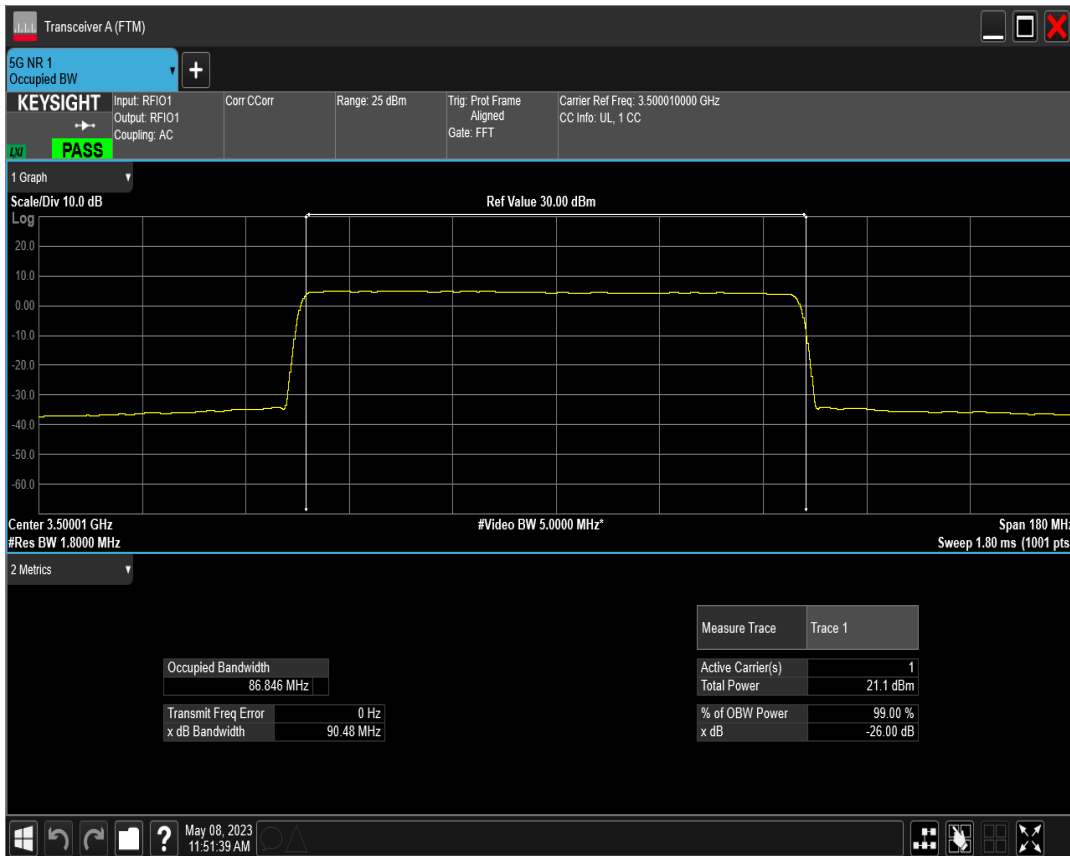 Transceiver A (FTM)
5G NR 1
Occupied BW
+
KEYSIGHT
LXI
PASS
Input: RFIO1
Output: RFIO1
Coupling: AC
Corr CCorr
Range: 25 dBm
Trig: Prot Frame
Aligned
Gate: FFT
Carrier Ref Freq: 3.500010000 GHz
CC Info: UL, 1 CC
1 Graph
Scale/Div 10.0 dB
Ref Value 30.00 dBm
Log
20.0
10.0
0.00
-10.0
-20.0
-30.0
-40.0
-50.0
-60.0
Center 3.50001 GHz
#Video BW 5.0000 MHz*
Span 180 MHz
#Res BW 1.8000 MHz
Sweep 1.80 ms (1001 pts
2 Metrics
Measure Trace Trace 1
Occupied Bandwidth
86.846 MHz
Active Carrier(s) 1
Total Power 21.1 dBm
Transmit Freq Error 0 Hz
x dB Bandwidth 90.48 MHz
% of OBW Power 99.00 %
x dB -26.00 dB
?
May 08, 2023
11:51:39 AM